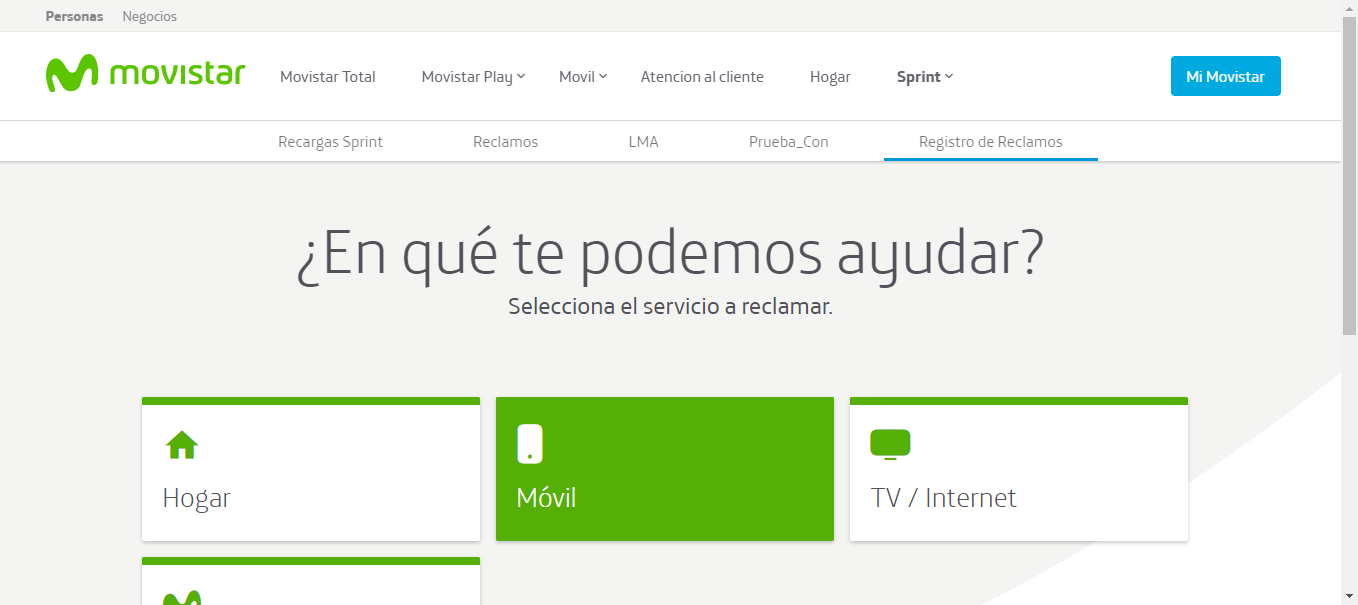 Personas Negocios
movistar Movistar Total Movistar Play Movil Atencion al cliente Hogar Sprint Mi Movistar
Recargas Sprint Reclamos LMA Prueba_Con Registro de Reclamos
¿En qué te podemos ayudar?
Selecciona el servicio a reclamar.
Hogar Móvil TV / Internet